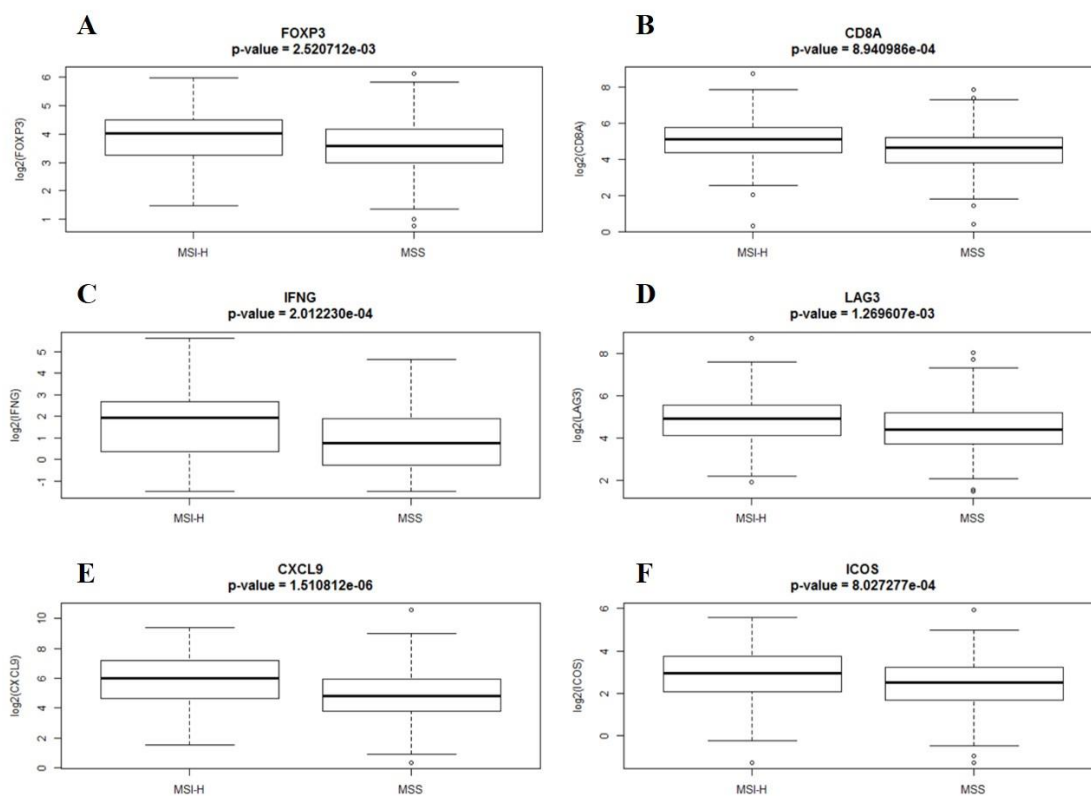 A
FOXP3
p-value = 2.520712e-03
log2(FOXP3)
6
5
4
3
2
1
MSI-H
MSS
B
CD8A
p-value = 8.940986e-04
log2(CD8A)
8
6
4
2
0
MSI-H
MSS
C
IFNG
p-value = 2.012230e-04
log2(IFNG)
5
4
3
2
1
0
-1
MSI-H
MSS
D
LAG3
p-value = 1.269607e-03
log2(LAG3)
8
6
4
2
MSI-H
MSS
E
CXCL9
p-value = 1.510812e-06
log2(CXCL9)
10
8
6
4
2
0
MSI-H
MSS
F
ICOS
p-value = 8.027277e-04
log2(ICOS)
6
4
2
0
MSI-H
MSS